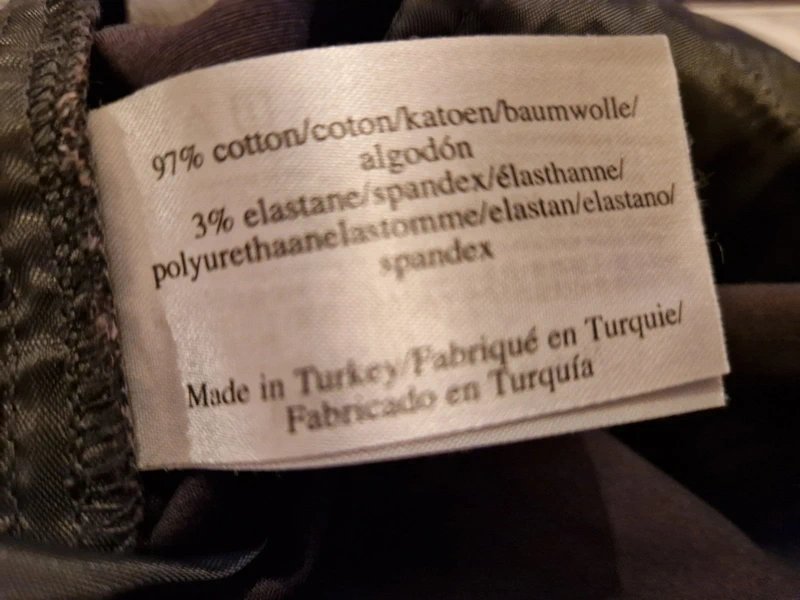 97% cotton/coton/katoen/baumwolle/
algodón
3% elastane/spandex/élasthanne/
polyurethaanelastomme/elastan/elastano/
spandex
Made in Turkey/Fabriqué en Turquie/
Fabricado en Turquía